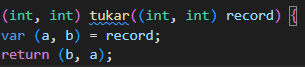 (int, int) tukar((int, int) record) {
var (a, b) = record;
return (b, a);